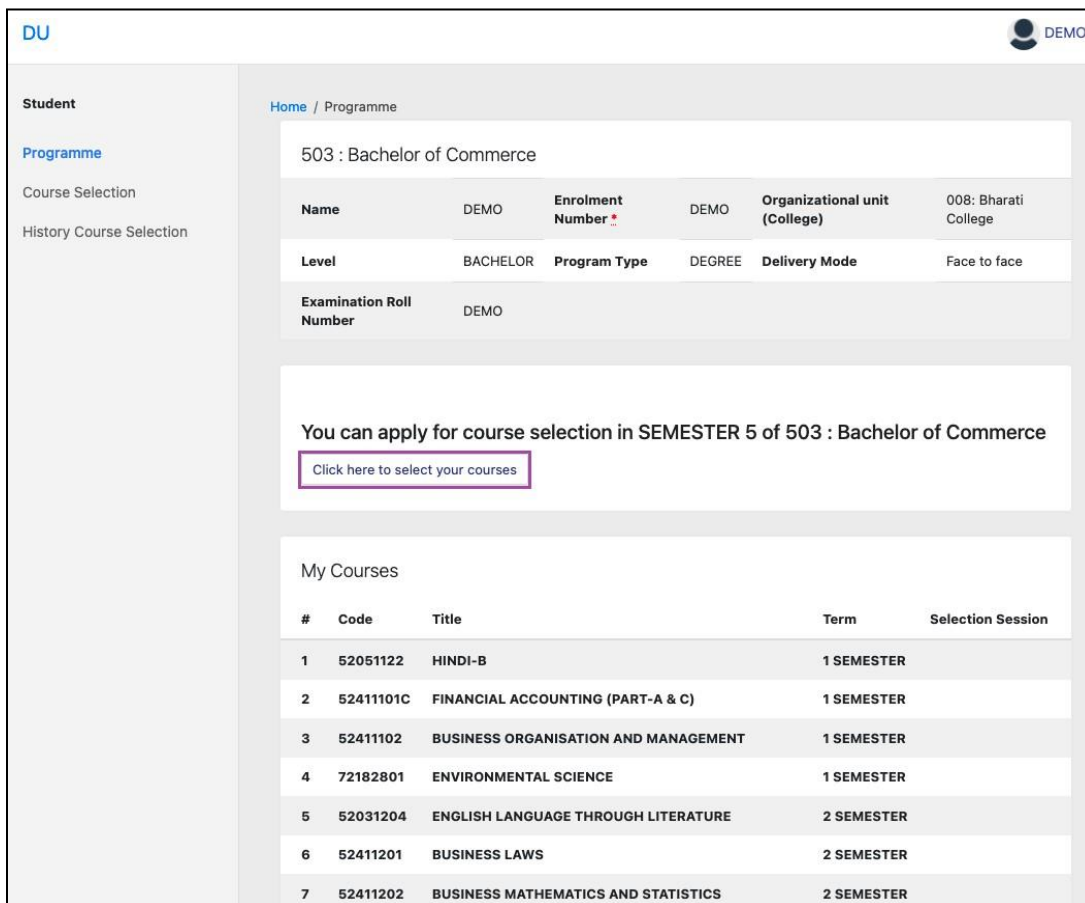 DU
DEMO
Student
Programme
Course Selection
History Course Selection
Home / Programme
503 : Bachelor of Commerce
Name DEMO Enrolment Number * DEMO Organizational unit (College) 008: Bharati College
Level BACHELOR Program Type DEGREE Delivery Mode Face to face
Examination Roll Number DEMO
You can apply for course selection in SEMESTER 5 of 503 : Bachelor of Commerce
Click here to select your courses
My Courses
# Code Title Term Selection Session
1 52051122 HINDI-B 1 SEMESTER
2 52411101C FINANCIAL ACCOUNTING (PART-A & C) 1 SEMESTER
3 52411102 BUSINESS ORGANISATION AND MANAGEMENT 1 SEMESTER
4 72182801 ENVIRONMENTAL SCIENCE 1 SEMESTER
5 52031204 ENGLISH LANGUAGE THROUGH LITERATURE 2 SEMESTER
6 52411201 BUSINESS LAWS 2 SEMESTER
7 52411202 BUSINESS MATHEMATICS AND STATISTICS 2 SEMESTER